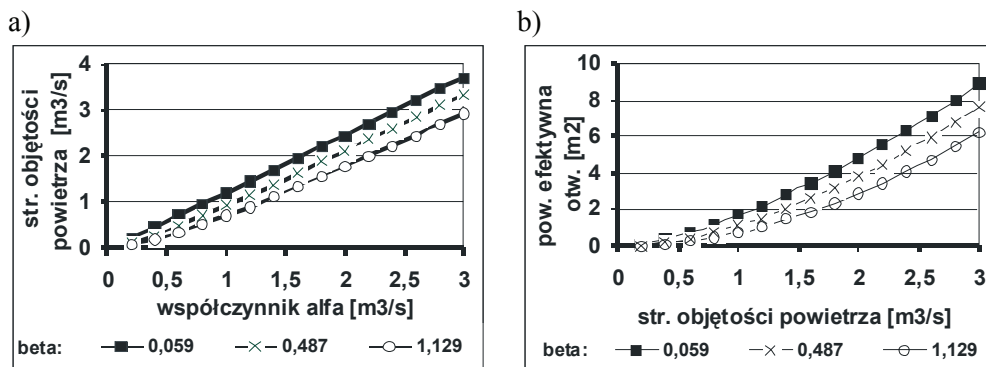 a)
str. objętości
powietrza [m3/s]
4
3
2
1
0
0 0,5 1 1,5 2 2,5 3
współczynnik alfa [m3/s]
beta: 0,059 0,487 1,129
b)
pow. efektywna
otw. [m2]
10
8
6
4
2
0
0 0,5 1 1,5 2 2,5 3
str. objętości powietrza [m3/s]
beta: 0,059 0,487 1,129